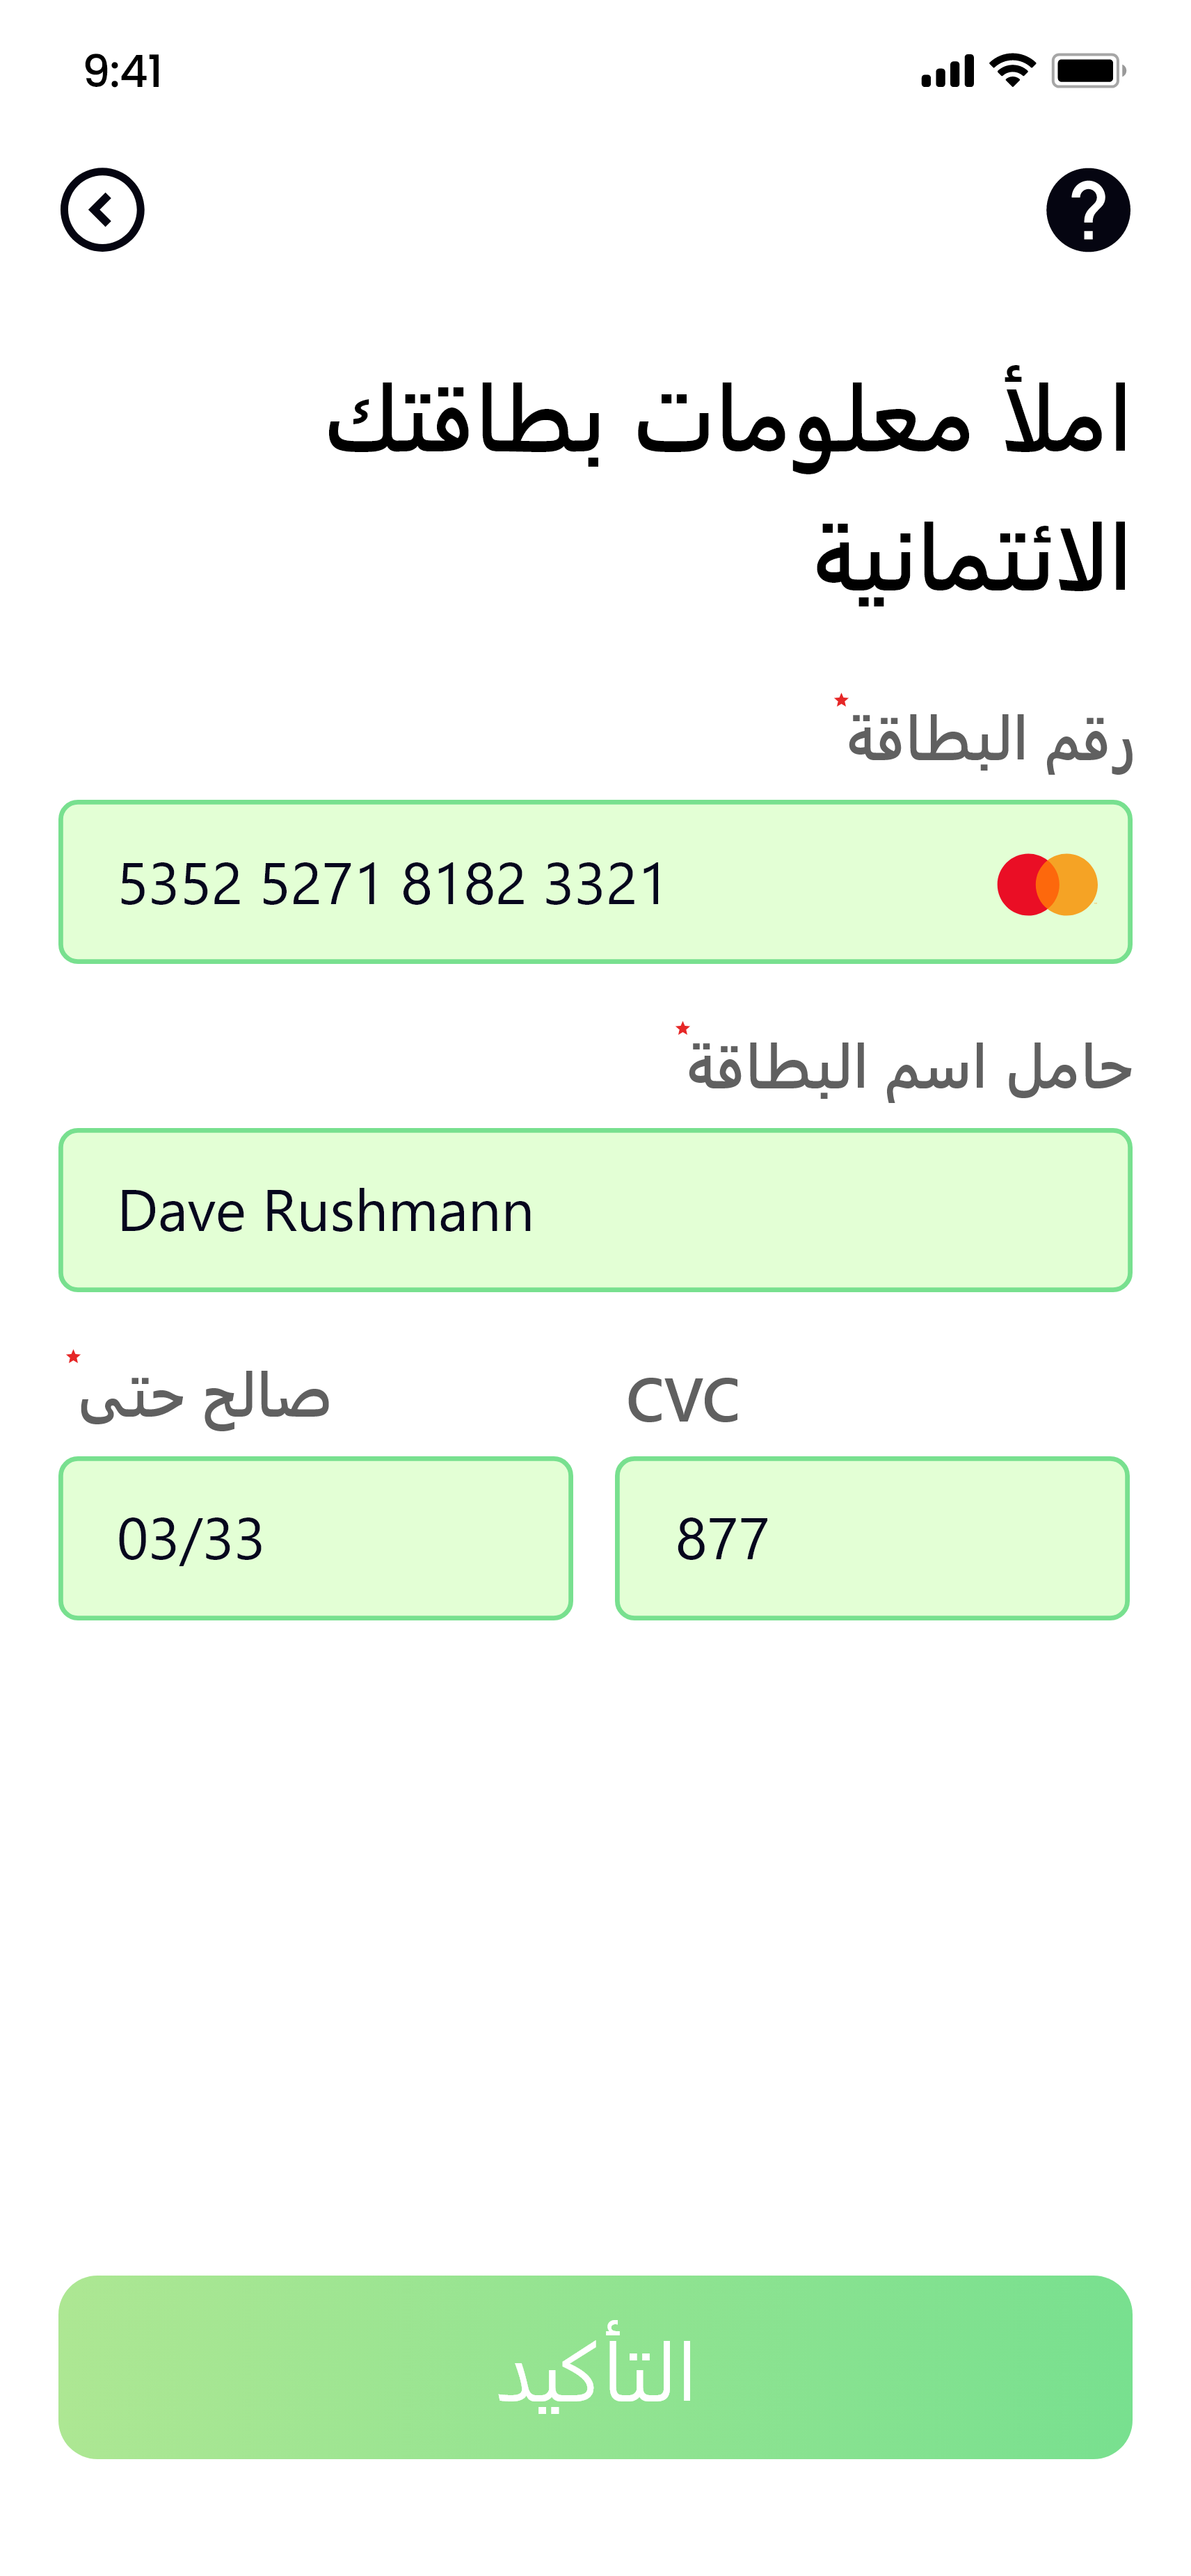 9:41
املأ معلومات بطاقتك
الائتمانية
رقم البطاقة*
5352 5271 8182 3321
حامل اسم البطاقة*
Dave Rushmann
صالح حتى*
CVC
03/33
877
التأكيد